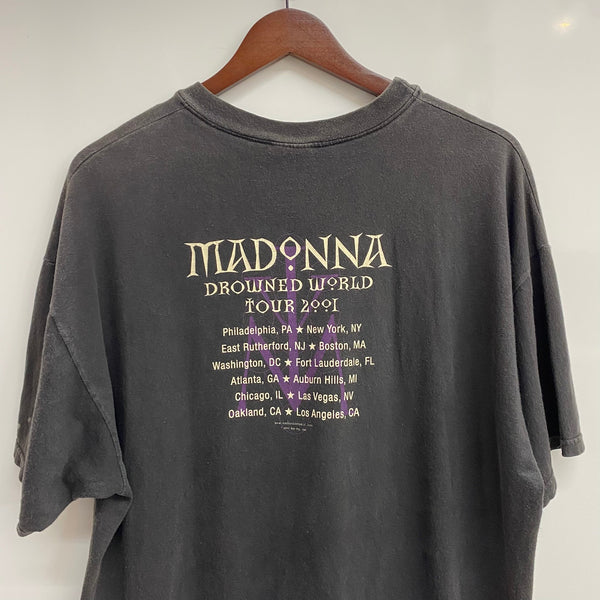 MADONNA
DROWNED WORLD
TOUR 2001
Philadelphia, PA ★ New York, NY
East Rutherford, NJ ★ Boston, MA
Washington, DC ★ Fort Lauderdale, FL
Atlanta, GA ★ Auburn Hills, MI
Chicago, IL ★ Las Vegas, NV
Oakland, CA ★ Los Angeles, CA